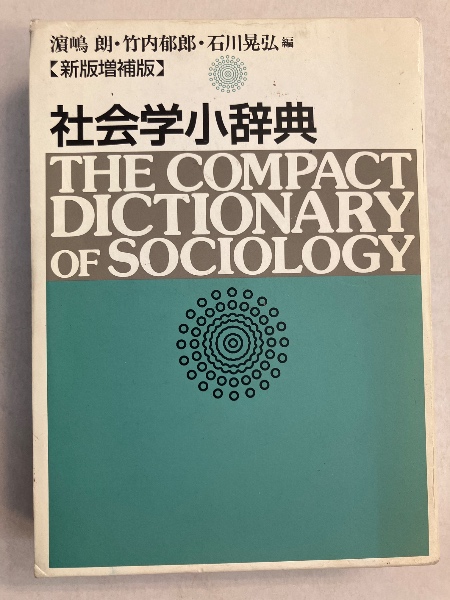 濵嶋 朗・竹内郁郎・石川晃弘 編
【新版増補版】
社会学小辞典
THE COMPACT
DICTIONARY
OF SOCIOLOGY